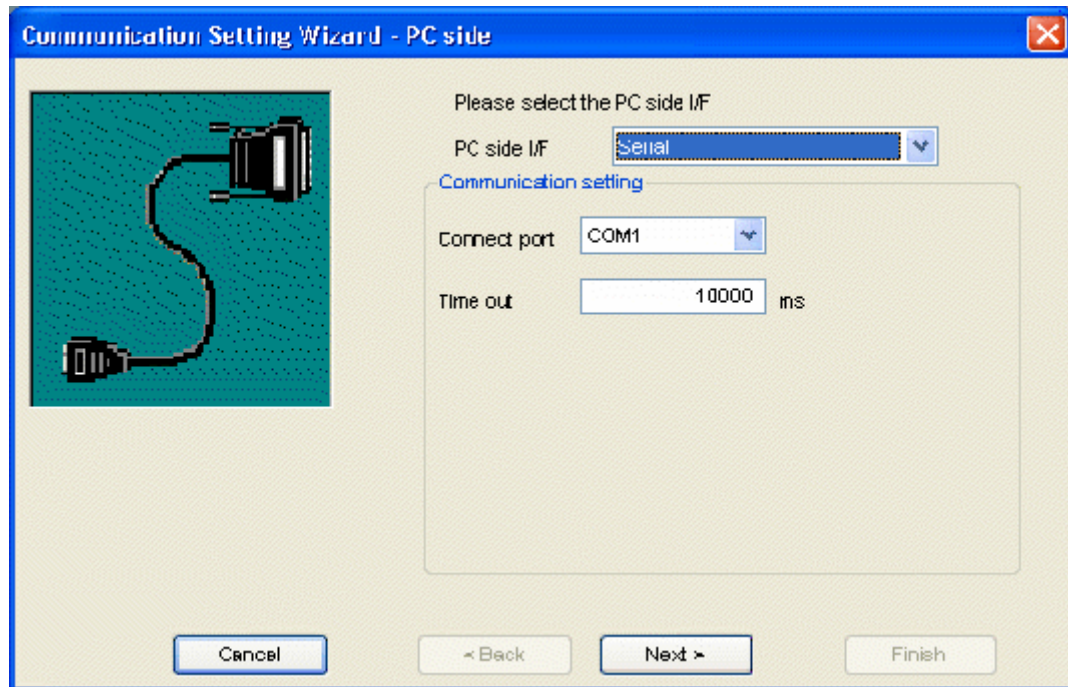 Communication Setting Wizard - PC side
Please select the PC side I/F
PC side I/F Serial
Communication setting
Connect port COM1
Time out 10000 ms
Cancel < Back Next > Finish